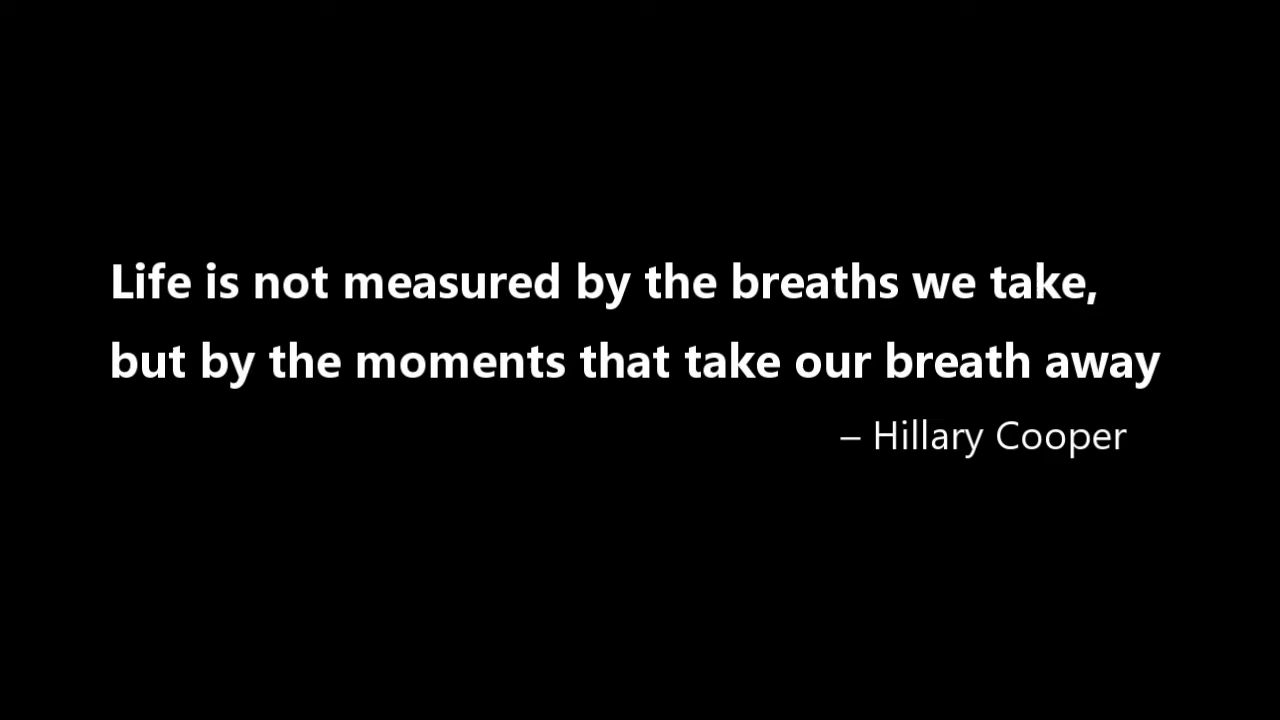 Life is not measured by the breaths we take,
but by the moments that take our breath away
– Hillary Cooper